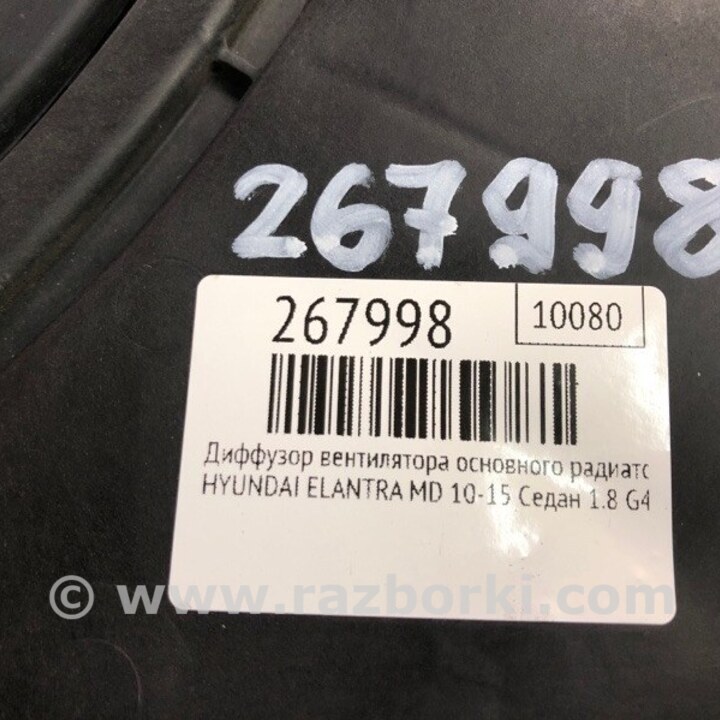 267998
267998
10080
Диффузор вентилятора основного радиатс
HYUNDAI ELANTRA MD 10-15 Седан 1.8 G4
© www.razborki.com